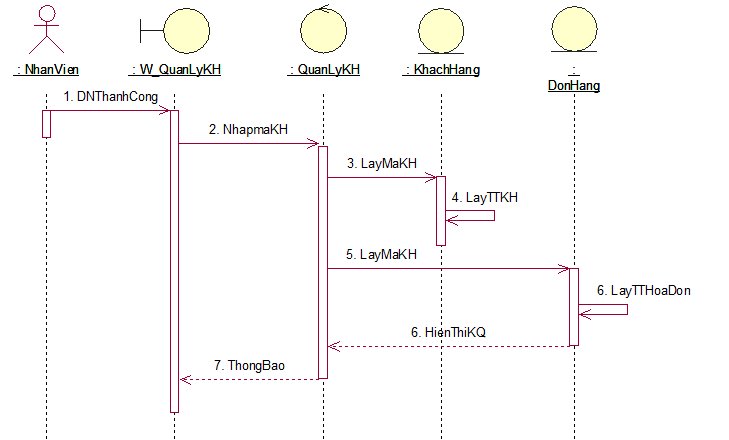 : NhanVien
: W_QuanLyKH
: QuanLyKH
: KhachHang
:
DonHang
1. DNThanhCong
2. NhapmaKH
3. LayMaKH
4. LayTTKH
5. LayMaKH
6. LayTTHoaDon
6. HienThiKQ
7. ThongBao